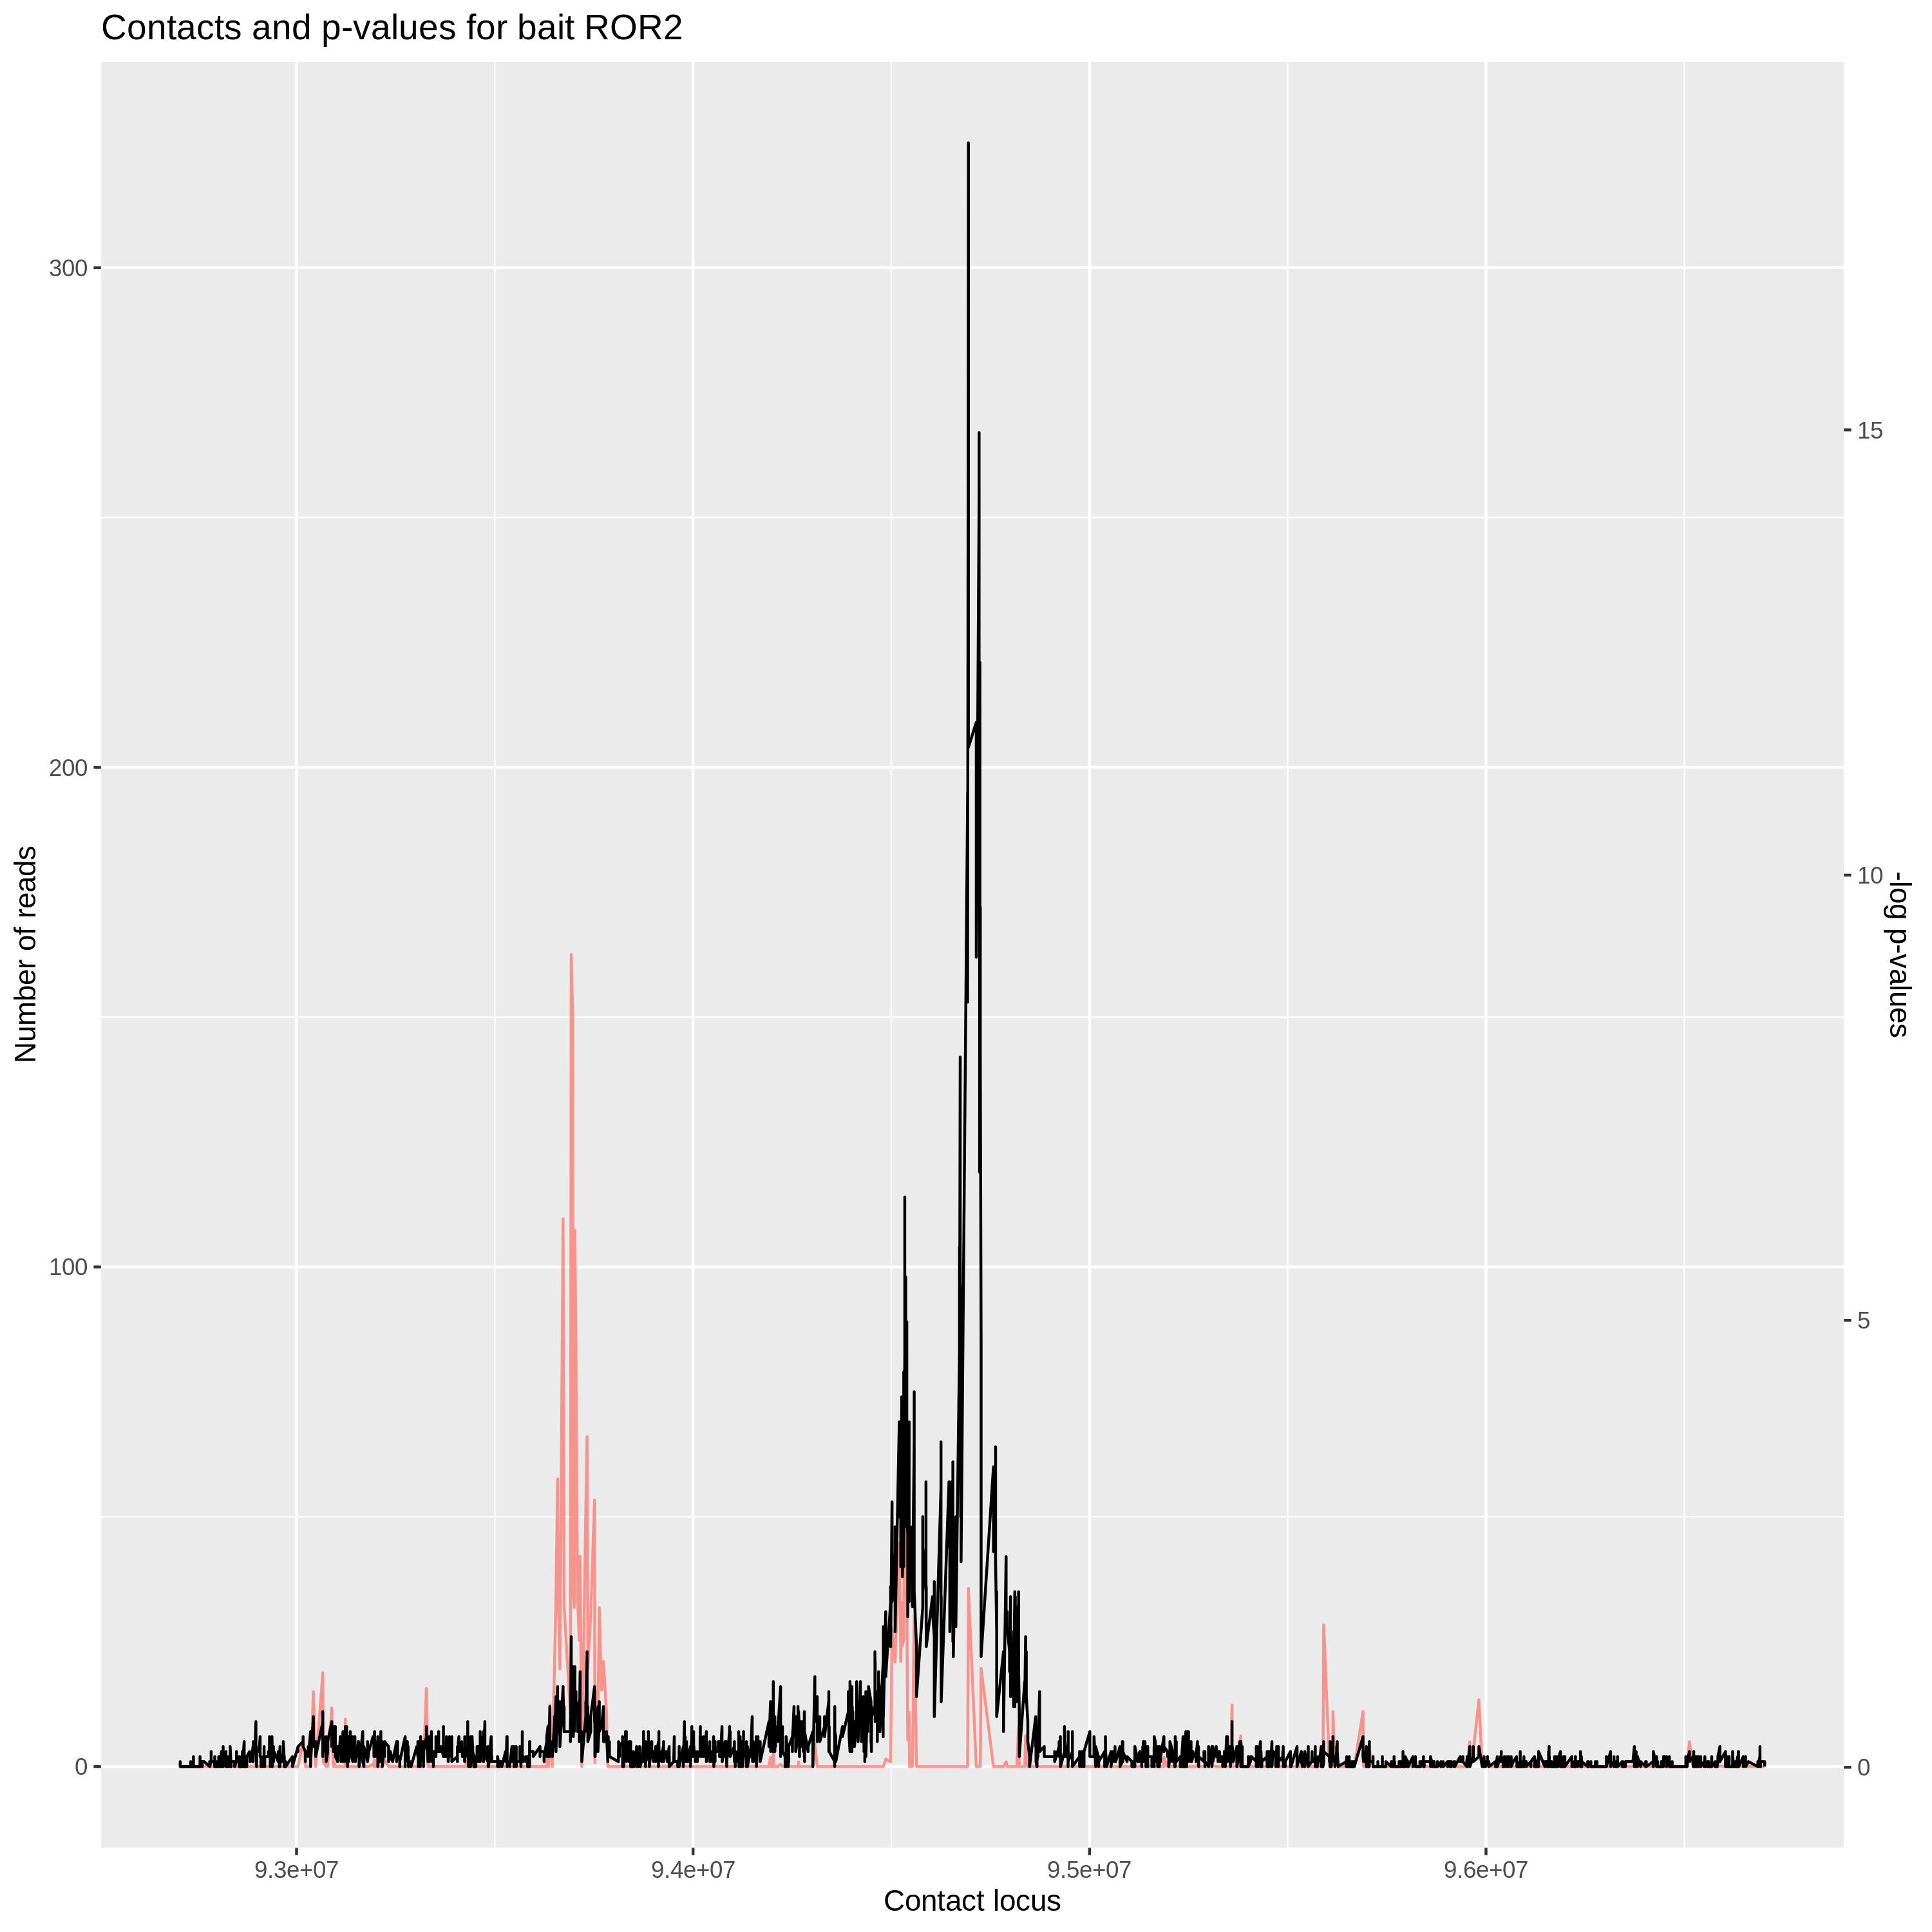 Contacts and p-values for bait ROR2
300
200
100
0
15
10
5
0
Number of reads
-log p-values
9.3e+07 9.4e+07 9.5e+07 9.6e+07
Contact locus